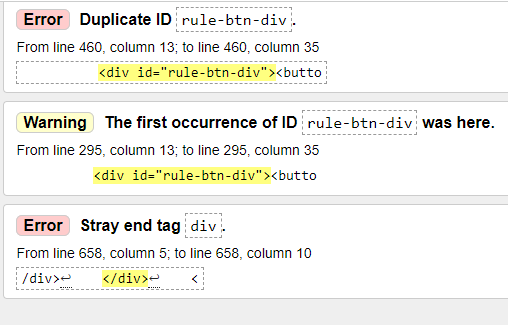 Error Duplicate ID rule-btn-div.
From line 460, column 13; to line 460, column 35
<div id="rule-btn-div"><butto
Warning The first occurrence of ID rule-btn-div was here.
From line 295, column 13; to line 295, column 35
<div id="rule-btn-div"><butto
Error Stray end tag div.
From line 658, column 5; to line 658, column 10
/div>↩ </div>↩ <